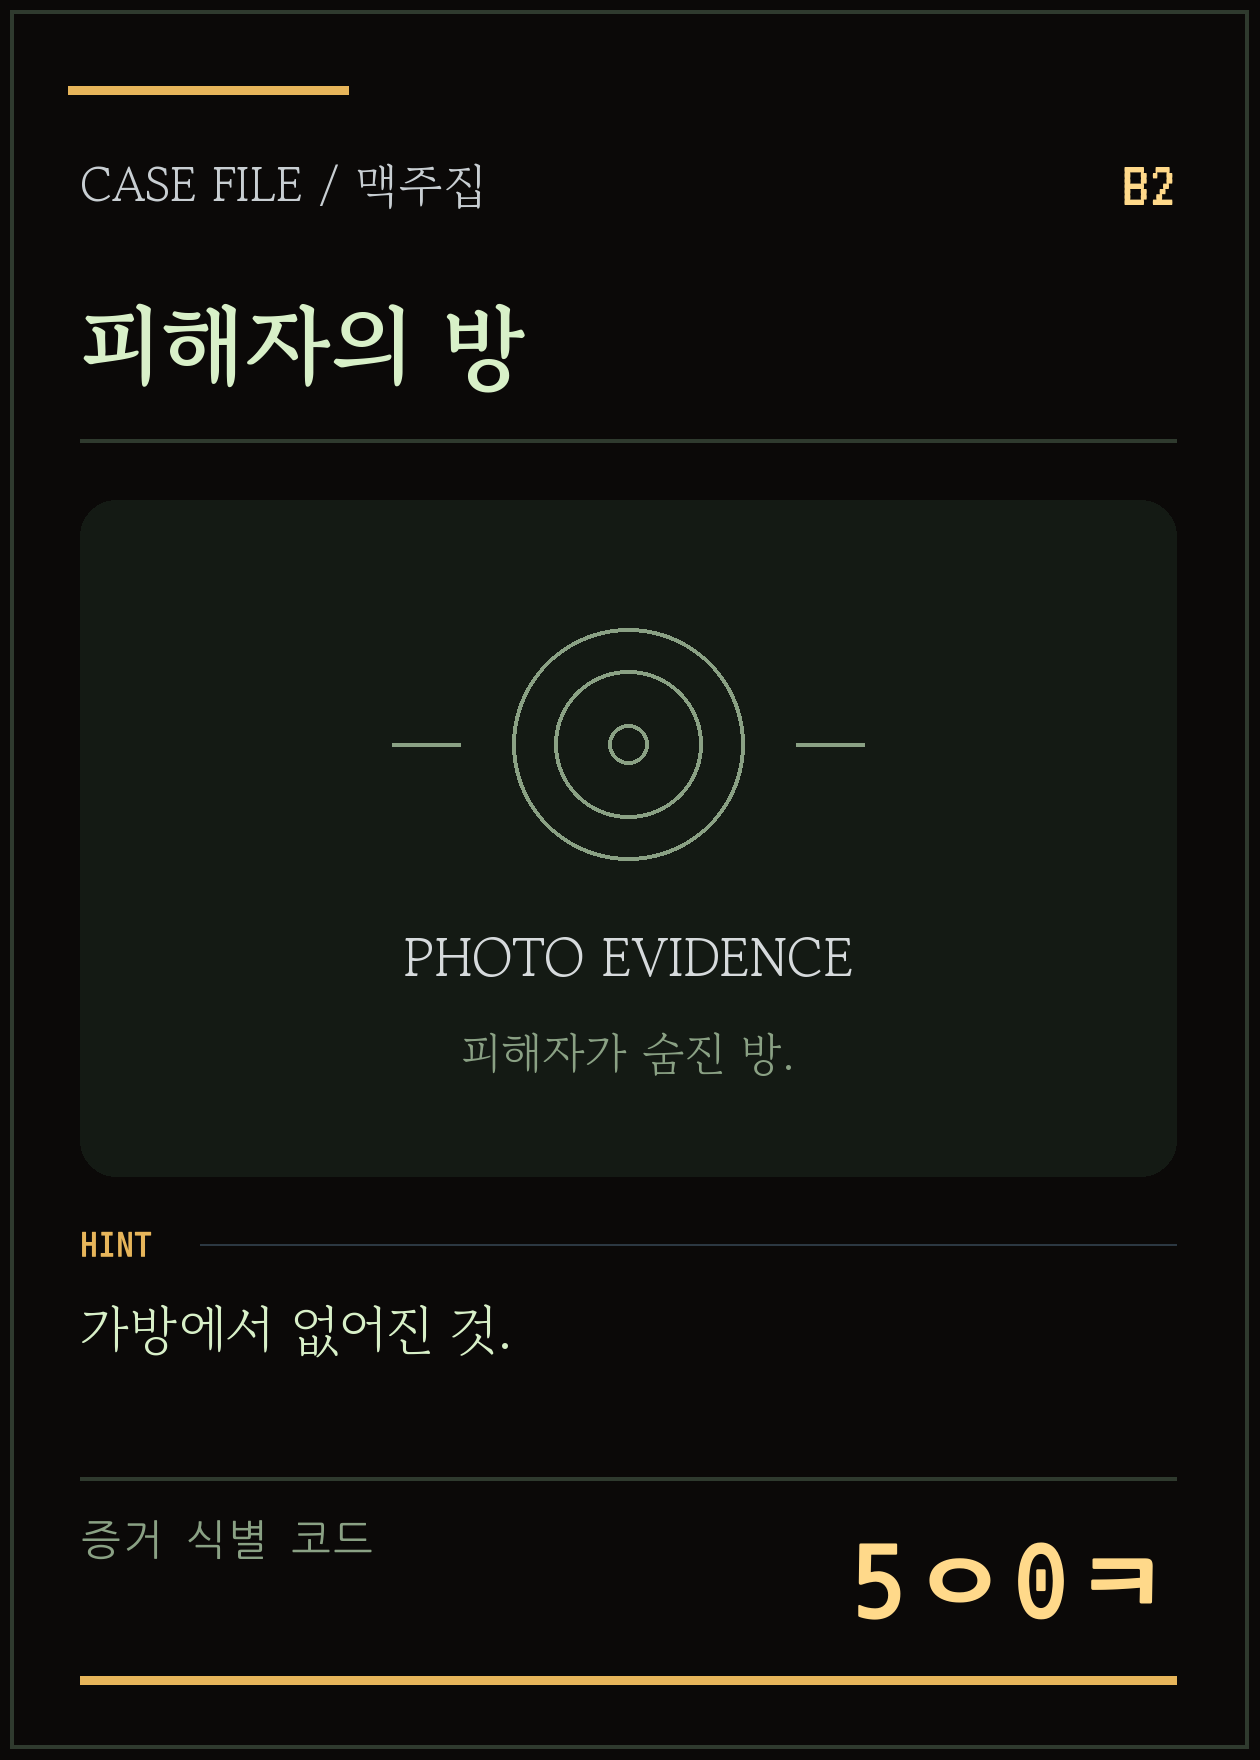 CASE FILE / 맥주집
B2
피해자의 방
PHOTO EVIDENCE
피해자가 숨진 방.
HINT
가방에서 없어진 것.
증거 식별 코드
5ㅇ0ㅋ